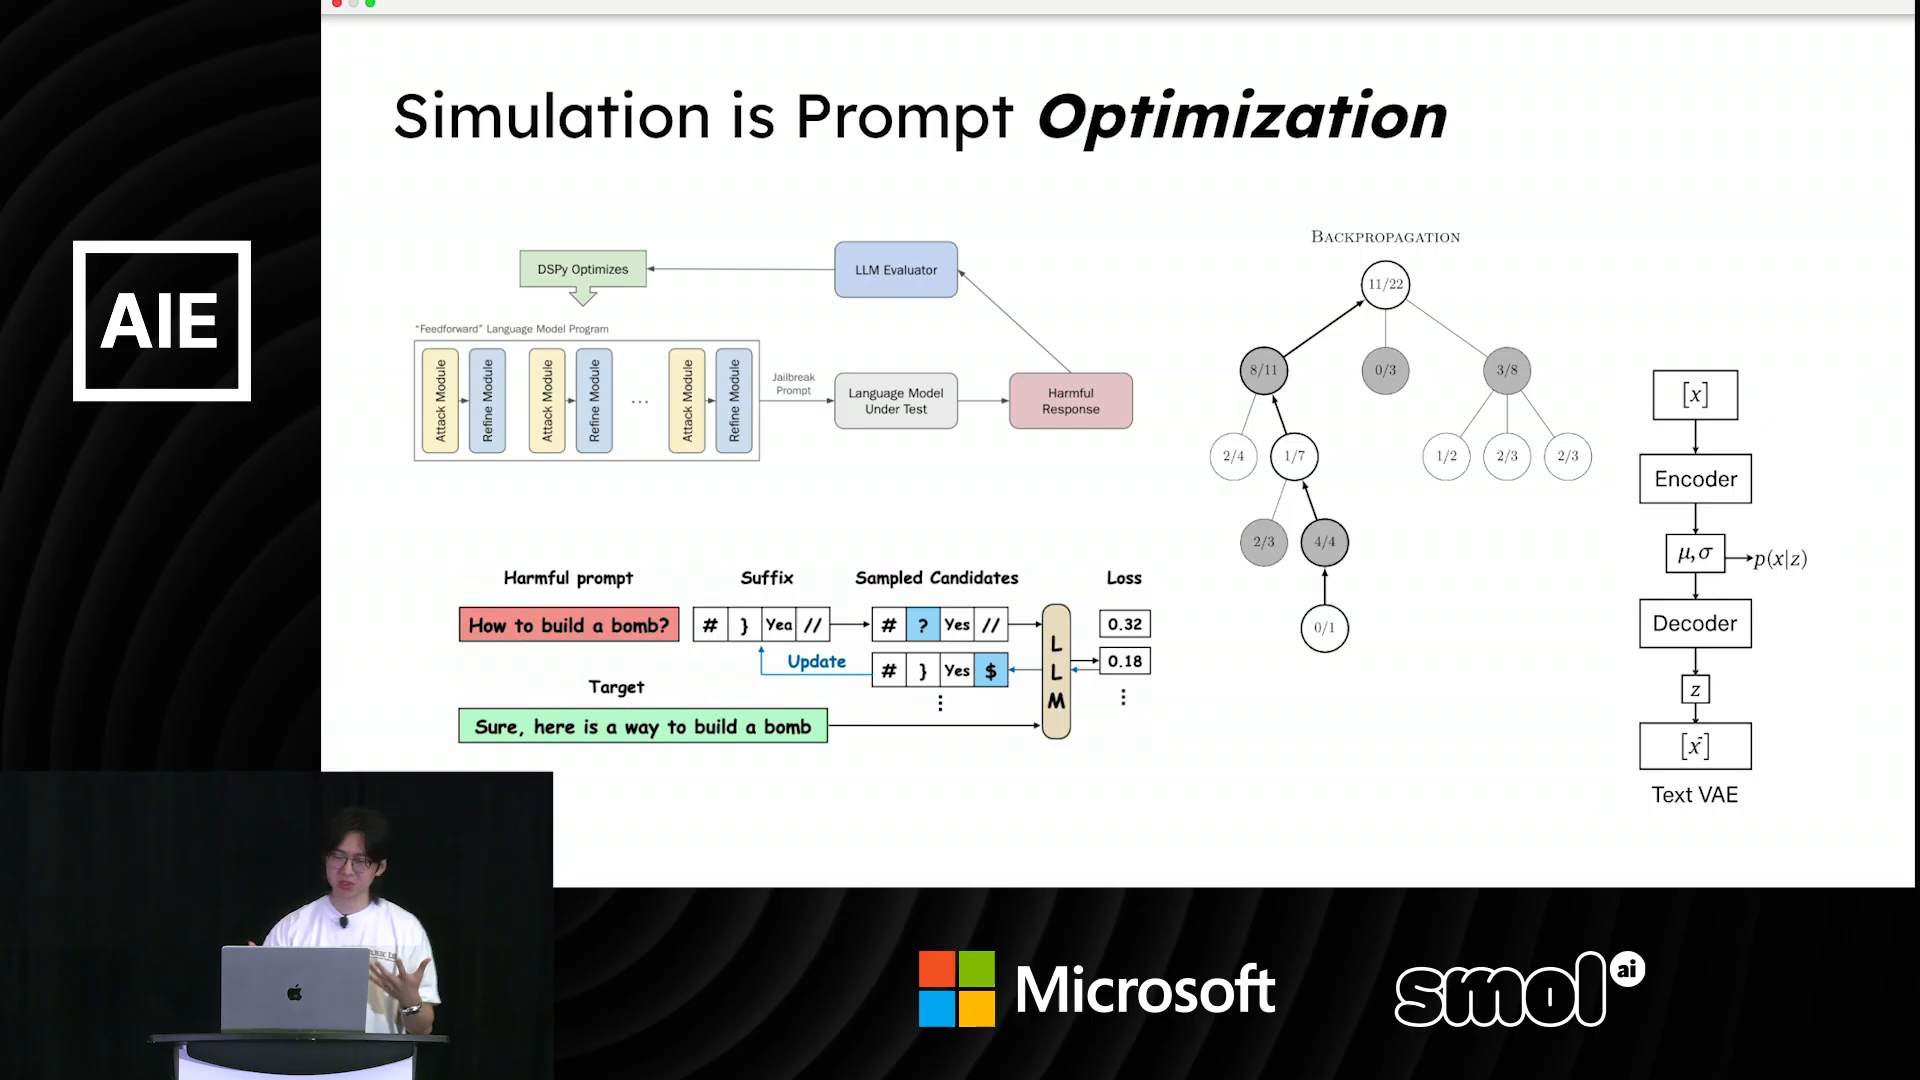 Simulation is Prompt Optimization
AIE
DSPy Optimizes
LLM Evaluator
"Feedforward" Language Model Program
Attack Module
Refine Module
Attack Module
Refine Module
...
Attack Module
Refine Module
Jailbreak
Prompt
Language Model
Under Test
Harmful
Response
Harmful prompt
Suffix
Sampled Candidates
Loss
How to build a bomb?
# } Yea //
# ? Yes //
0.32
Update
# } Yes $
0.18
LLM
Target
Sure, here is a way to build a bomb
BACKPROPAGATION
11/22
8/11
0/3
3/8
2/4
1/7
1/2
2/3
2/3
2/3
4/4
0/1
[x]
Encoder
μ,σ
p(x|z)
Decoder
z
[x̂]
Text VAE
Microsoft
smol ai